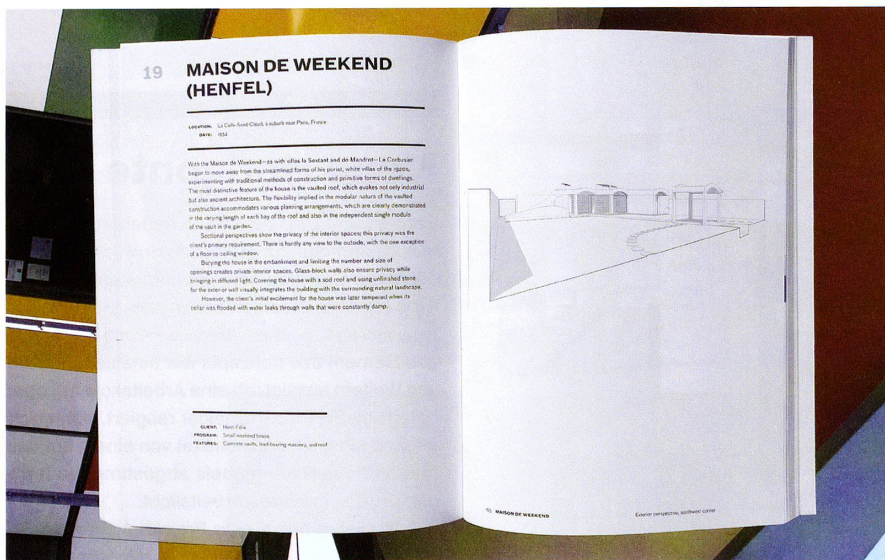 19 MAISON DE WEEKEND
(HENFEL)
LOCATION: La Celle-Saint-Cloud, a suburb near Paris, France
DATE: 1934
With the Maison de Weekend—as with villas le Sextant and de Mandrot—Le Corbusier
began to move away from the streamlined forms of his purist, white villas of the 1920s,
experimenting with traditional methods of construction and primitive forms of dwellings.
The most distinctive feature of the house is the vaulted roof, which evokes not only industrial
but also ancient architecture. The flexibility implied in the modular nature of the vaulted
construction accommodates various planning arrangements, which are clearly demonstrated
in the varying length of each bay of the roof and also in the independent single module
of the vault in the garden.
Sectional perspectives show the privacy of the interior spaces; this privacy was the
client's primary requirement. There is hardly any view to the outside, with the one exception
of a floor-to-ceiling window.
Burying the house in the embankment and limiting the number and size of
openings creates private interior spaces. Glass-block walls also ensure privacy while
bringing in diffused light. Covering the house with a sod roof and using unfinished stone
for the exterior wall visually integrates the building with the surrounding natural landscape.
However, the client's initial excitement for the house was later tempered when its
cellar was flooded with water leaks through walls that were constantly damp.
CLIENT: Henri Félix
PROGRAM: Small weekend house
FEATURES: Concrete vaults, load-bearing masonry, sod roof
MAISON DE WEEKEND
Exterior perspective, southwest corner